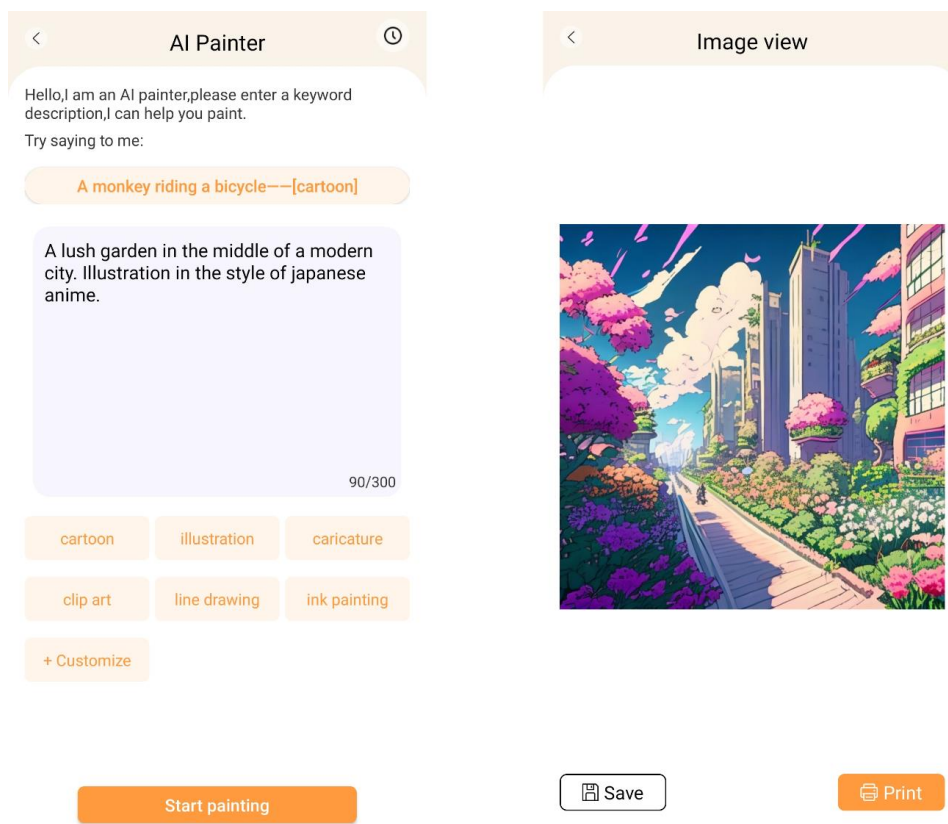 AI Painter
Hello,I am an AI painter,please enter a keyword
description,I can help you paint.
Try saying to me:
A monkey riding a bicycle——[cartoon]
A lush garden in the middle of a modern
city. Illustration in the style of japanese
anime.
90/300
cartoon
illustration
caricature
clip art
line drawing
ink painting
+ Customize
Start painting
Image view
Save
Print